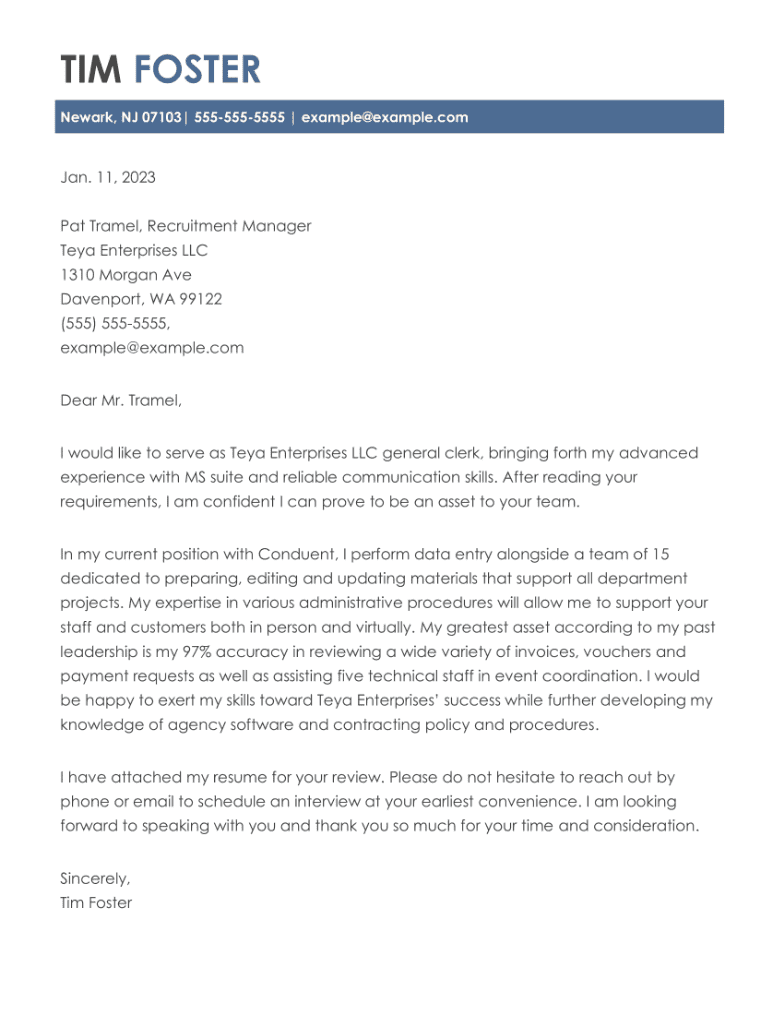 TIM FOSTER
Newark, NJ 07103| 555-555-5555 | example@example.com
Jan. 11, 2023
Pat Tramel, Recruitment Manager
Teya Enterprises LLC
1310 Morgan Ave
Davenport, WA 99122
(555) 555-5555,
example@example.com
Dear Mr. Tramel,
I would like to serve as Teya Enterprises LLC general clerk, bringing forth my advanced
experience with MS suite and reliable communication skills. After reading your
requirements, I am confident I can prove to be an asset to your team.
In my current position with Conduent, I perform data entry alongside a team of 15
dedicated to preparing, editing and updating materials that support all department
projects. My expertise in various administrative procedures will allow me to support your
staff and customers both in person and virtually. My greatest asset according to my past
leadership is my 97% accuracy in reviewing a wide variety of invoices, vouchers and
payment requests as well as assisting five technical staff in event coordination. I would
be happy to exert my skills toward Teya Enterprises’ success while further developing my
knowledge of agency software and contracting policy and procedures.
I have attached my resume for your review. Please do not hesitate to reach out by
phone or email to schedule an interview at your earliest convenience. I am looking
forward to speaking with you and thank you so much for your time and consideration.
Sincerely,
Tim Foster